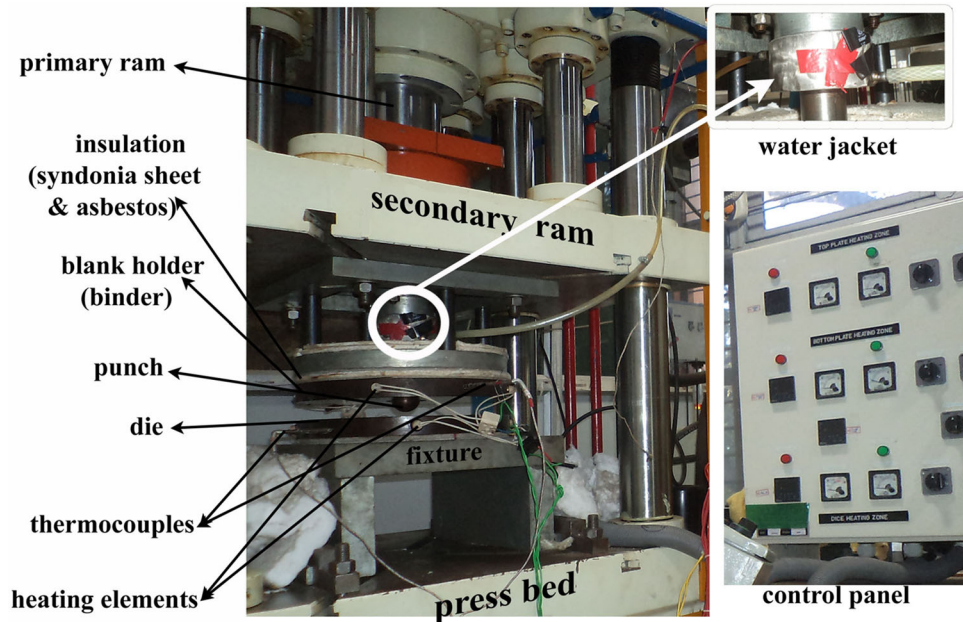 primary ram
insulation
(syndonia sheet
& asbestos)
blank holder
(binder)
punch
die
thermocouples
heating elements
secondary ram
fixture
press bed
water jacket
TOP PLATE HEATING ZONE
BOTTOM PLATE HEATING ZONE
DICE HEATING ZONE
control panel